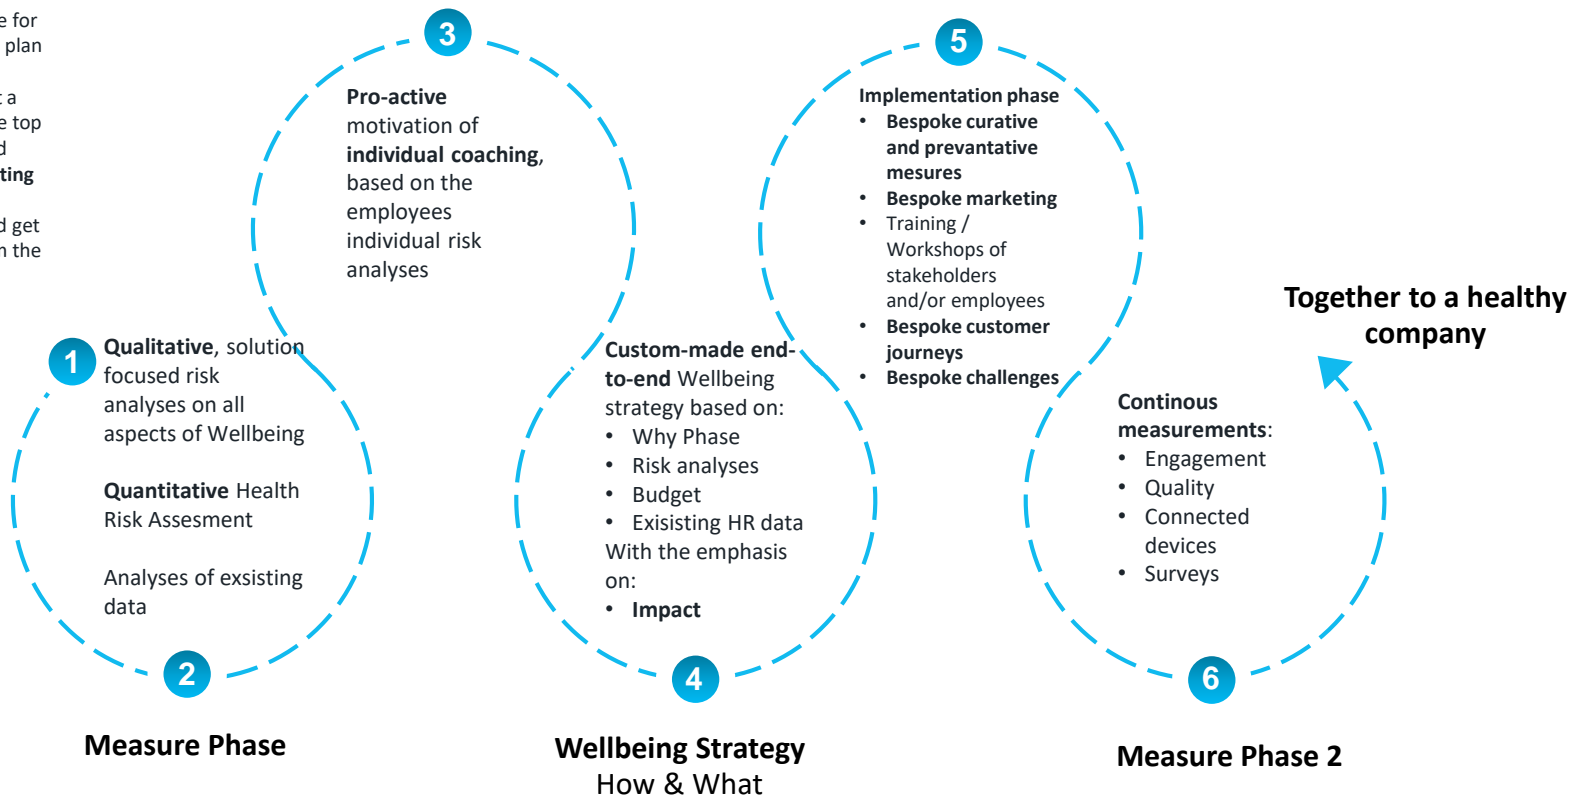 e for
plan
t a
e top
d
ting
d get
n the
1
Qualitative, solution
focused risk
analyses on all
aspects of Wellbeing
Quantitative Health
Risk Assesment
Analyses of exsisting
data
2
Measure Phase
3
Pro-active
motivation of
individual coaching,
based on the
employees
individual risk
analyses
Custom-made end-
to-end Wellbeing
strategy based on:
• Why Phase
• Risk analyses
• Budget
• Exisisting HR data
With the emphasis
on:
• Impact
4
Wellbeing Strategy
How & What
5
Implementation phase
• Bespoke curative
and prevantative
mesures
• Bespoke marketing
• Training /
Workshops of
stakeholders
and/or employees
• Bespoke customer
journeys
• Bespoke challenges
Continous
measurements:
• Engagement
• Quality
• Connected
devices
• Surveys
6
Measure Phase 2
Together to a healthy
company